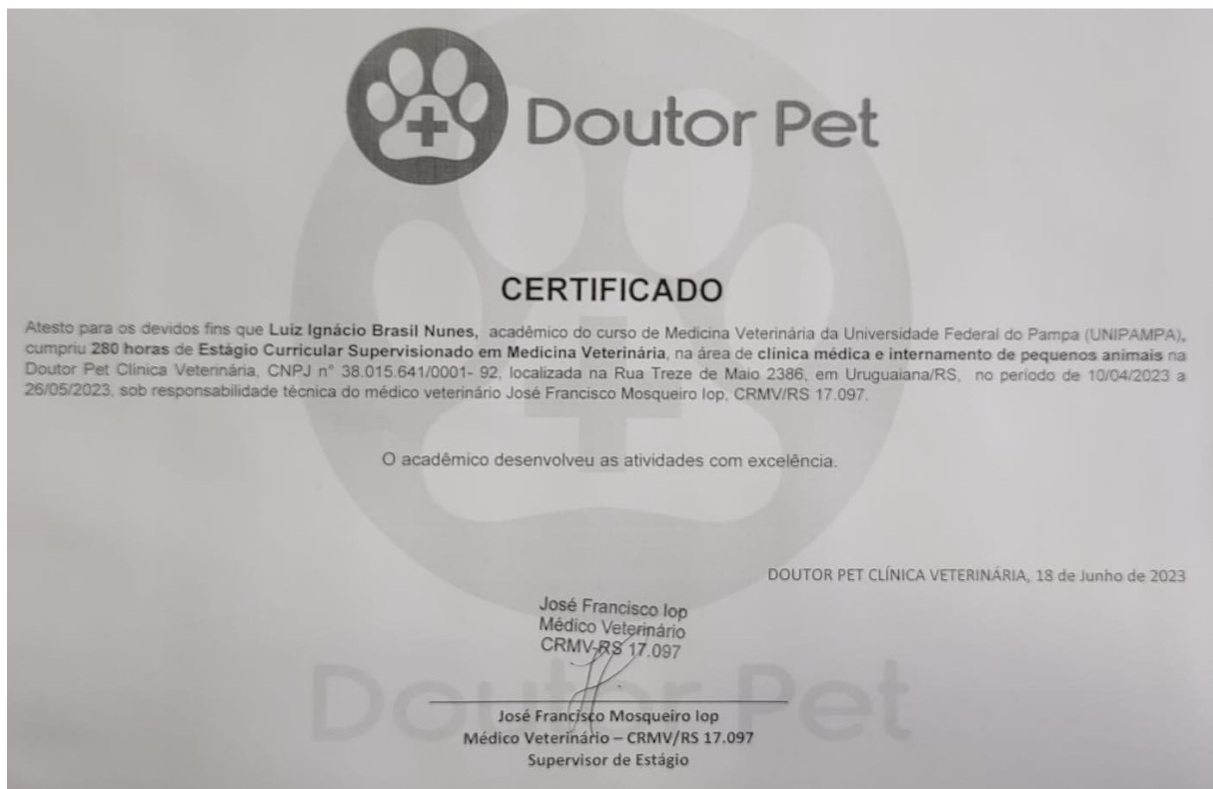 Doutor Pet
CERTIFICADO
Atesto para os devidos fins que Luiz Ignácio Brasil Nunes, acadêmico do curso de Medicina Veterinária da Universidade Federal do Pampa (UNIPAMPA),
cumpriu 280 horas de Estágio Curricular Supervisionado em Medicina Veterinária, na área de clínica médica e internamento de pequenos animais na
Doutor Pet Clínica Veterinária, CNPJ n° 38.015.641/0001- 92, localizada na Rua Treze de Maio 2386, em Uruguaiana/RS, no período de 10/04/2023 a
26/05/2023, sob responsabilidade técnica do médico veterinário José Francisco Mosqueiro Iop, CRMV/RS 17.097.
O acadêmico desenvolveu as atividades com excelência.
DOUTOR PET CLÍNICA VETERINÁRIA, 18 de Junho de 2023
José Francisco Iop
Médico Veterinário
CRMV-RS 17.097
Doutor Pet
José Francisco Mosqueiro Iop
Médico Veterinário – CRMV/RS 17.097
Supervisor de Estágio